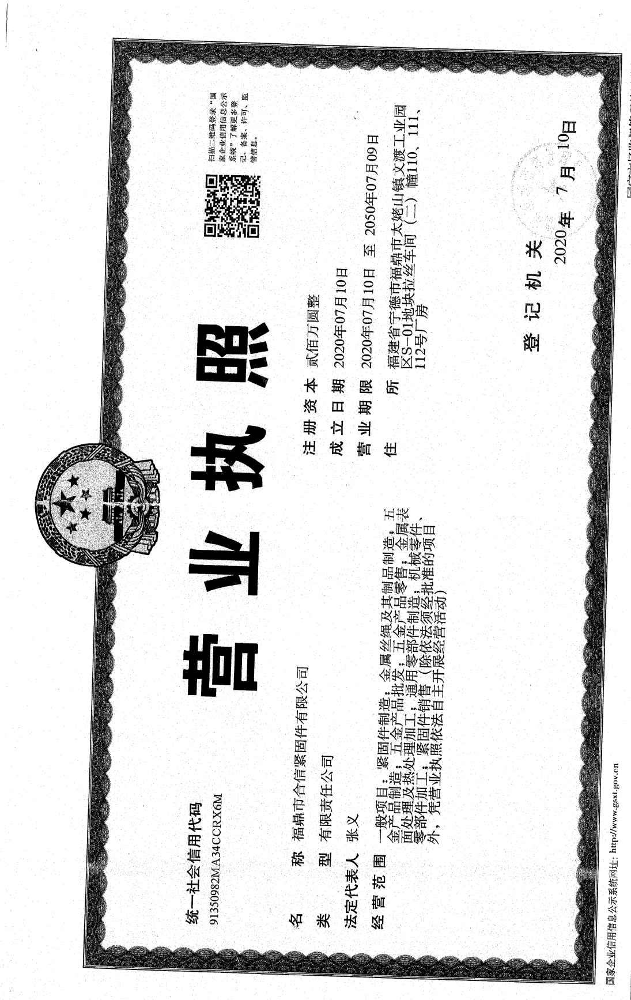 营业执照
统一社会信用代码
91350982MA34CCRX6M
扫描二维码登录“国
家企业信用信息公示
系统”了解更多登
记、备案、许可、监
管信息。
名 称 福鼎市合信紧固件有限公司
类 型 有限责任公司
法定代表人 张义
经营范围 一般项目：紧固件制造；金属丝绳及其制品制造；五
金产品制造；五金产品批发；五金产品零售；金属表
面处理及热处理加工；通用零部件制造；机械零件、
零部件加工；紧固件销售（除依法须经批准的项目
外，凭营业执照依法自主开展经营活动）
注册资本 贰佰万圆整
成立日期 2020年07月10日
营业期限 2020年07月10日 至 2050年07月09日
住 所 福建省宁德市福鼎市太姥山镇文渡工业园
区S-01地块拉丝车间（二）幢110、111、
112号厂房
登记机关
2020年 7 月 10日
国家企业信用信息公示系统网址: http://www.gsxt.gov.cn